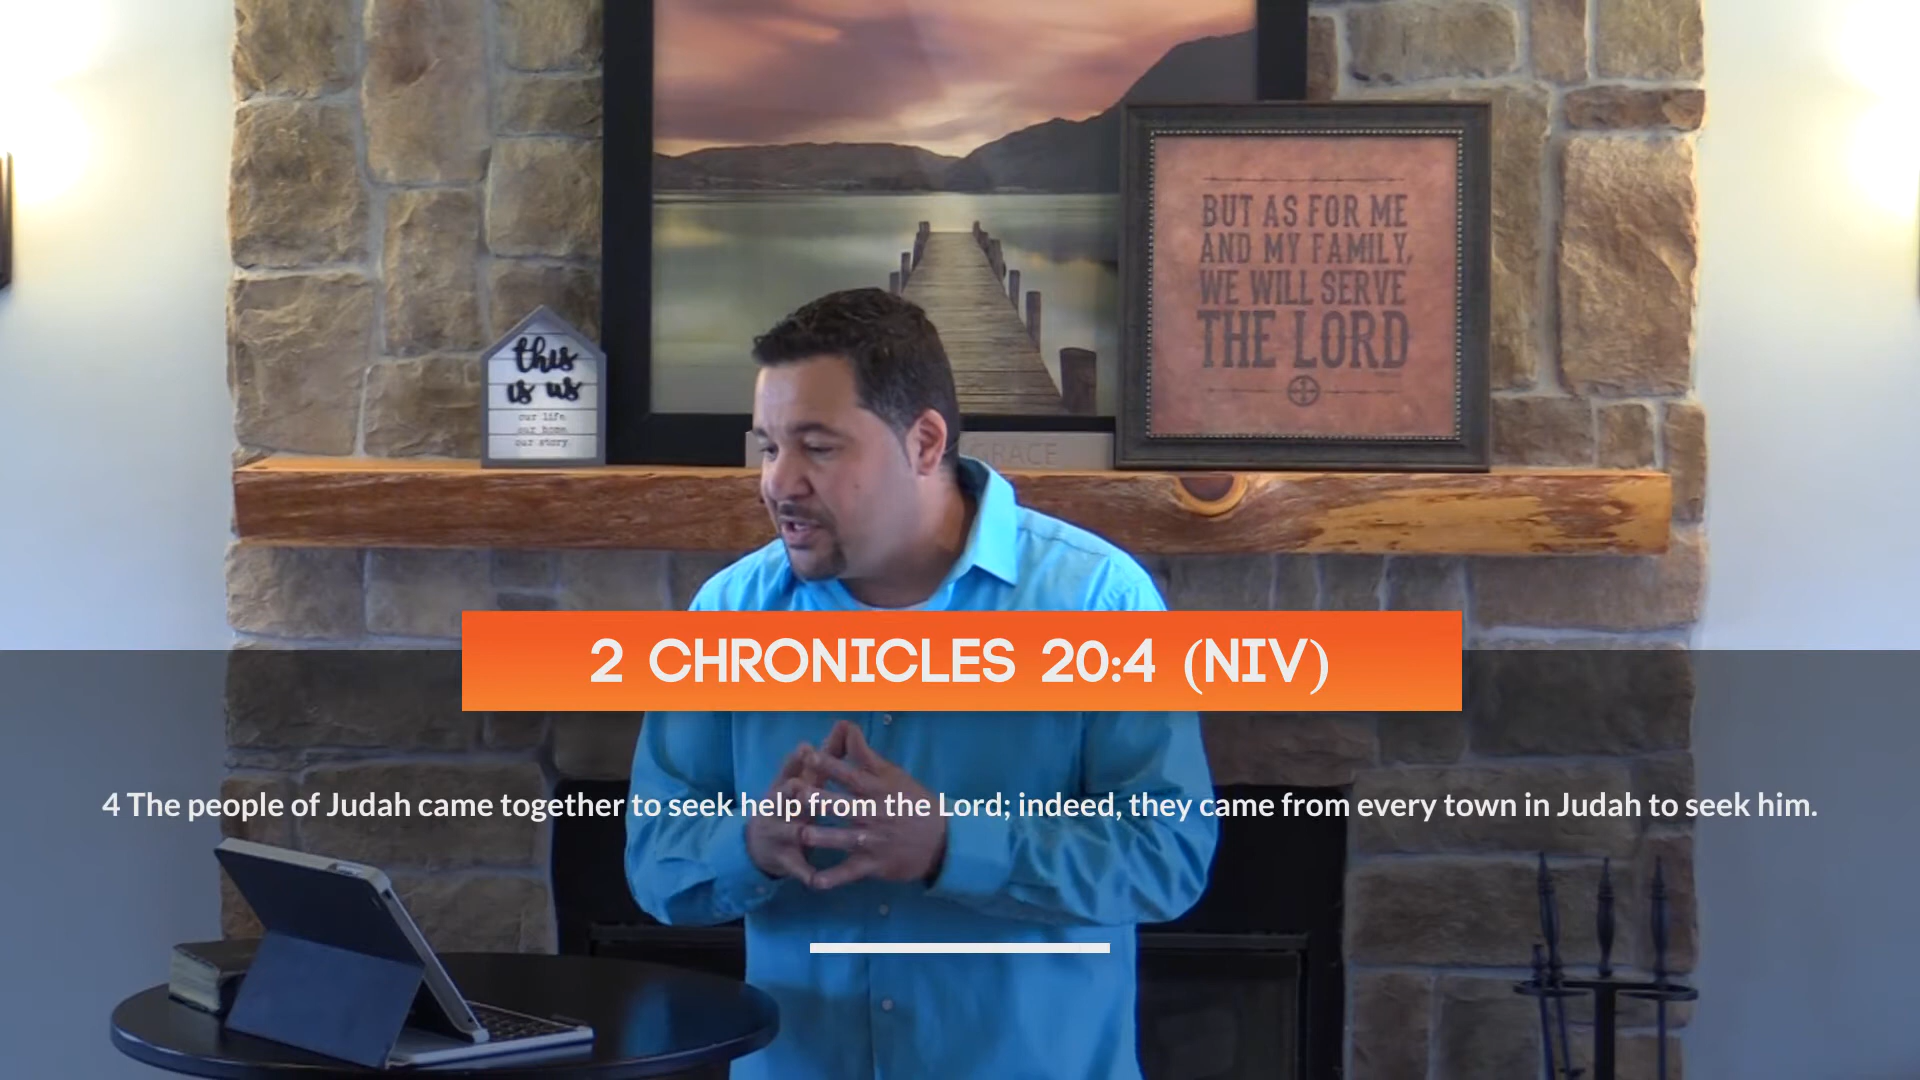 BUT AS FOR ME
AND MY FAMILY,
WE WILL SERVE
THE LORD
this
is us
our life
our home
our story
GRACE
2 CHRONICLES 20:4 (NIV)
4 The people of Judah came together to seek help from the Lord; indeed, they came from every town in Judah to seek him.